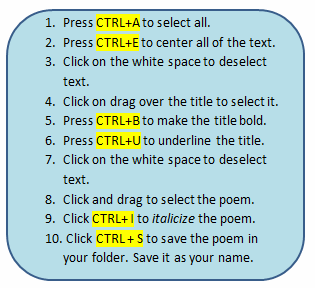 1. Press CTRL+A to select all.
2. Press CTRL+E to center all of the text.
3. Click on the white space to deselect
text.
4. Click on drag over the title to select it.
5. Press CTRL+B to make the title bold.
6. Press CTRL+U to underline the title.
7. Click on the white space to deselect
text.
8. Click and drag to select the poem.
9. Click CTRL+ I to italicize the poem.
10. Click CTRL + S to save the poem in
your folder. Save it as your name.